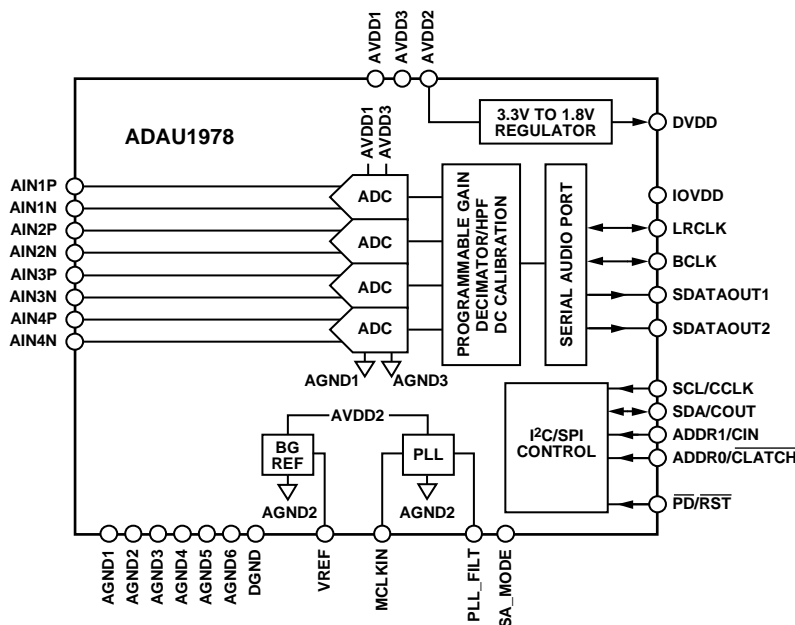 AVDD1
AVDD3
AVDD2
ADAU1978
AVDD1
AVDD3
3.3V TO 1.8V
REGULATOR
DVDD
AIN1P
AIN1N
AIN2P
AIN2N
AIN3P
AIN3N
AIN4P
AIN4N
ADC
ADC
ADC
ADC
AGND1
AGND3
PROGRAMMABLE GAIN
DECIMATOR/HPF
DC CALIBRATION
SERIAL AUDIO PORT
IOVDD
LRCLK
BCLK
SDATAOUT1
SDATAOUT2
I²C/SPI
CONTROL
SCL/CCLK
SDA/COUT
ADDR1/CIN
ADDR0/CLATCH
PD/RST
AVDD2
BG
REF
PLL
AGND2
AGND2
AGND1
AGND2
AGND3
AGND4
AGND5
AGND6
DGND
VREF
MCLKIN
PLL_FILT
SA_MODE